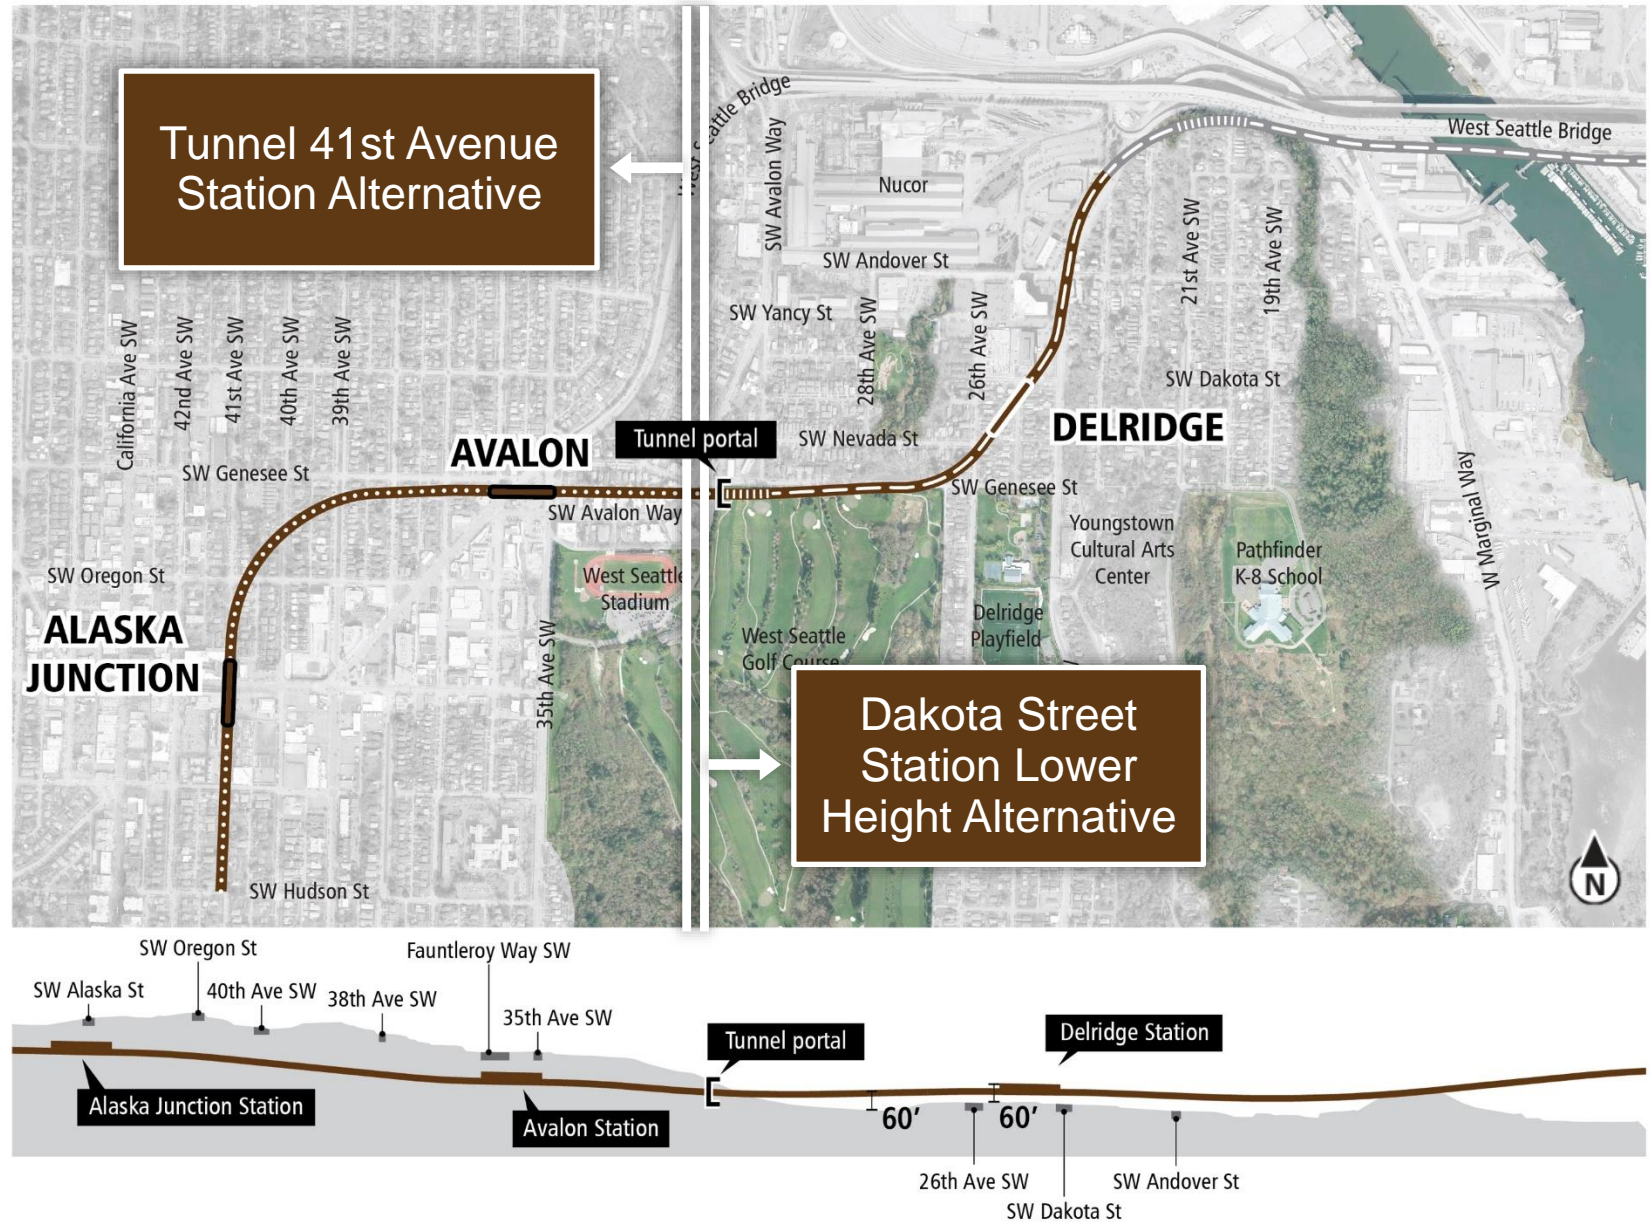 Tunnel 41st Avenue
Station Alternative
West Seattle Bridge
West Seattle Bridge
SW Avalon Way
Nucor
SW Andover St
21st Ave SW
19th Ave SW
SW Yancy St
28th Ave SW
26th Ave SW
California Ave SW
42nd Ave SW
41st Ave SW
40th Ave SW
39th Ave SW
SW Dakota St
DELRIDGE
AVALON
Tunnel portal
SW Nevada St
SW Genesee St
SW Genesee St
SW Avalon Way
W Marginal Way
Youngstown
Cultural Arts
Center
Pathfinder
K-8 School
SW Oregon St
West Seattle
Stadium
ALASKA
JUNCTION
35th Ave SW
Delridge
Playfield
West Seattle
Golf Course
Dakota Street
Station Lower
Height Alternative
N
SW Hudson St
SW Oregon St
Fauntleroy Way SW
SW Alaska St
40th Ave SW
38th Ave SW
35th Ave SW
Tunnel portal
Delridge Station
Alaska Junction Station
Avalon Station
60’
60’
26th Ave SW
SW Andover St
SW Dakota St